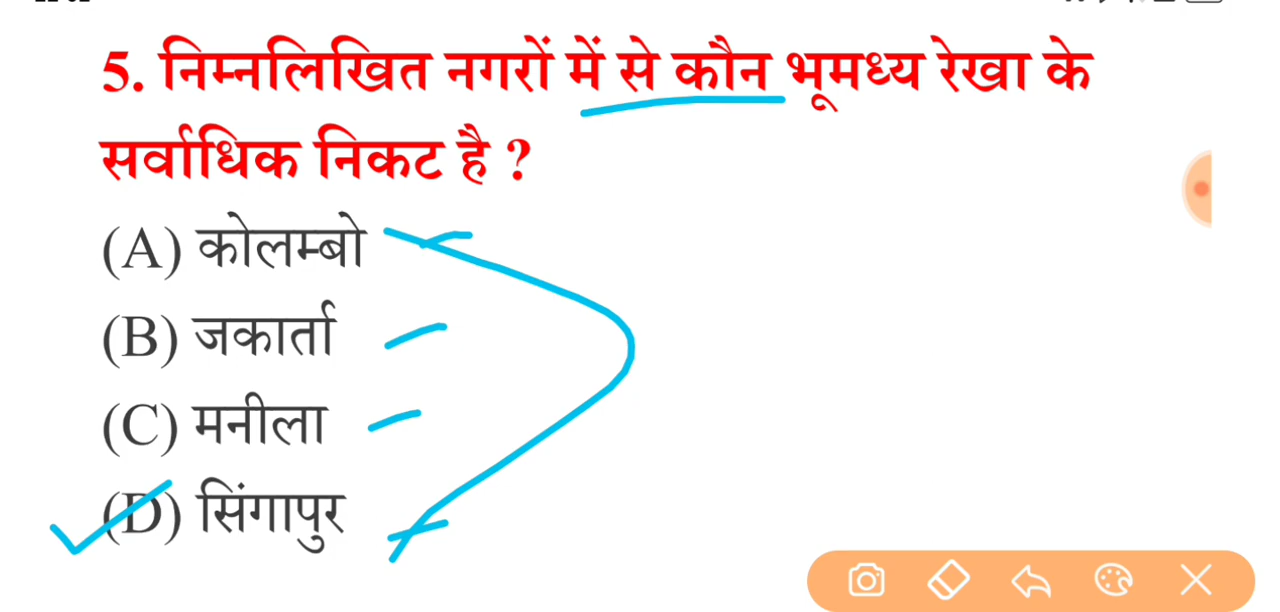 5. निम्नलिखित नगरों में से कौन भूमध्य रेखा के
सर्वाधिक निकट है ?
(A) कोलम्बो
(B) जकार्ता
(C) मनीला
(D) सिंगापुर